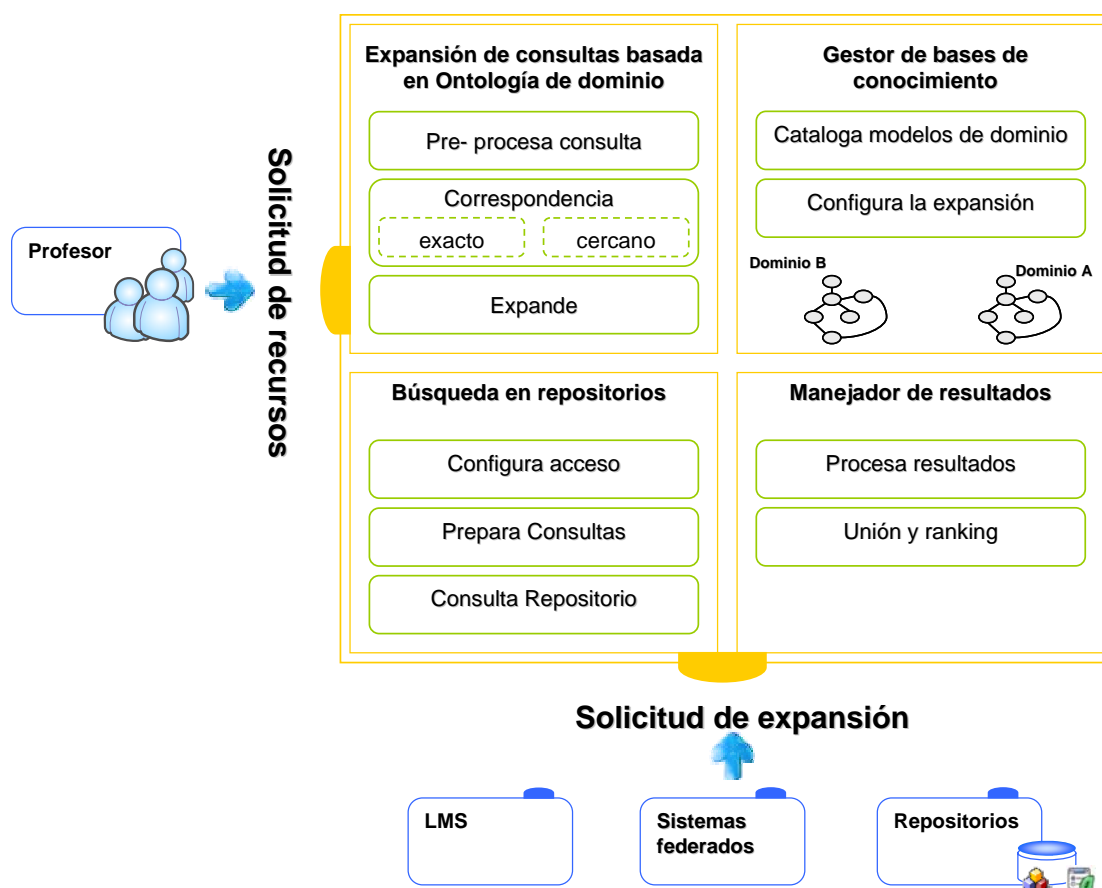 Expansión de consultas basada
en Ontología de dominio
Pre- procesa consulta
Correspondencia
exacto
cercano
Expande
Gestor de bases de
conocimiento
Cataloga modelos de dominio
Configura la expansión
Dominio B
Dominio A
Profesor
Solicitud de recursos
Búsqueda en repositorios
Configura acceso
Prepara Consultas
Consulta Repositorio
Manejador de resultados
Procesa resultados
Unión y ranking
Solicitud de expansión
LMS
Sistemas
federados
Repositorios